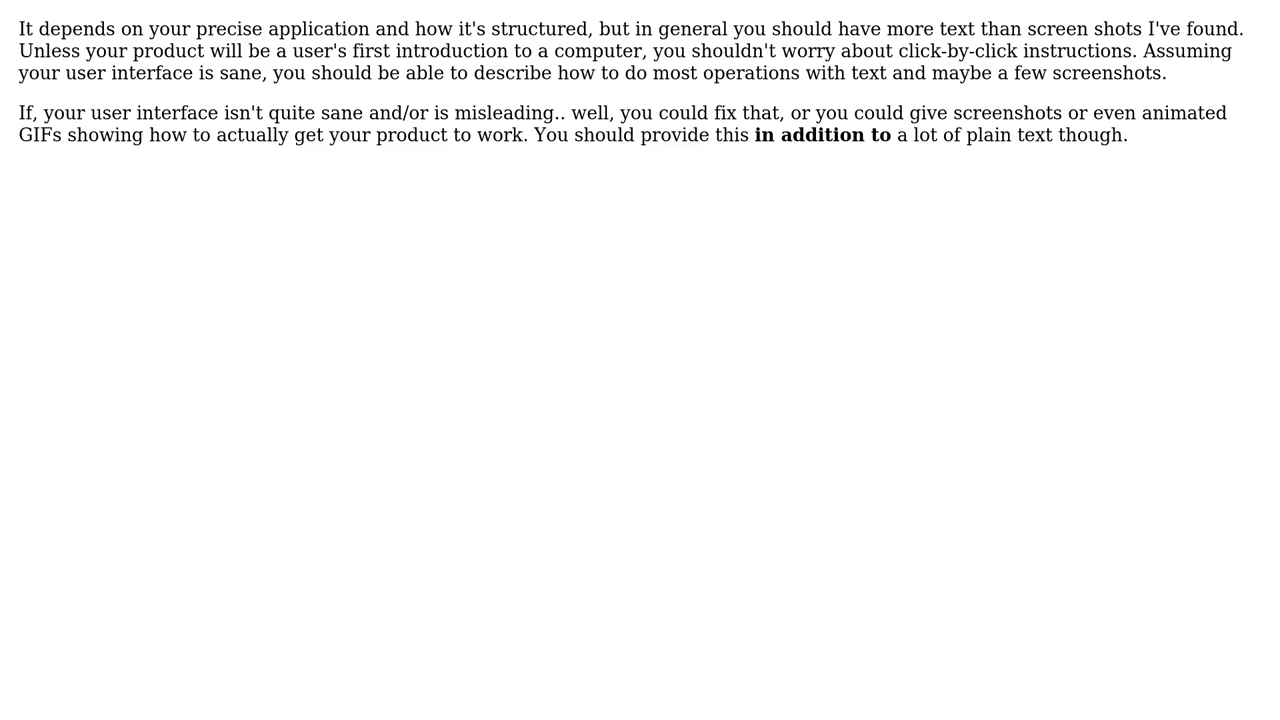 It depends on your precise application and how it's structured, but in general you should have more text than screen shots I've found.
Unless your product will be a user's first introduction to a computer, you shouldn't worry about click-by-click instructions. Assuming
your user interface is sane, you should be able to describe how to do most operations with text and maybe a few screenshots.
If, your user interface isn't quite sane and/or is misleading.. well, you could fix that, or you could give screenshots or even animated
GIFs showing how to actually get your product to work. You should provide this in addition to a lot of plain text though.